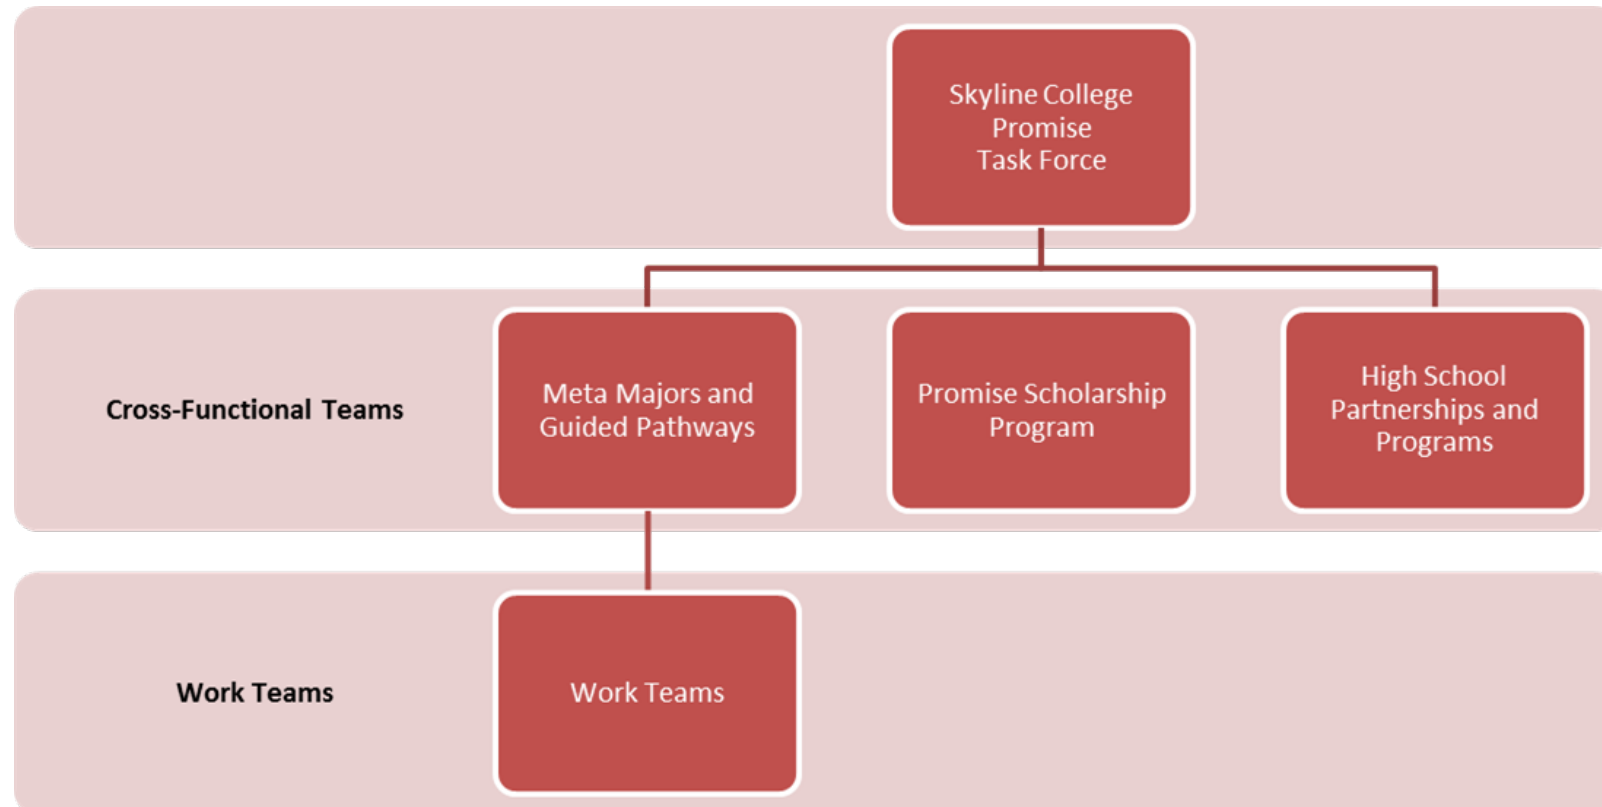 Skyline College
Promise
Task Force
Cross-Functional Teams
Meta Majors and
Guided Pathways
Promise Scholarship
Program
High School
Partnerships and
Programs
Work Teams
Work Teams